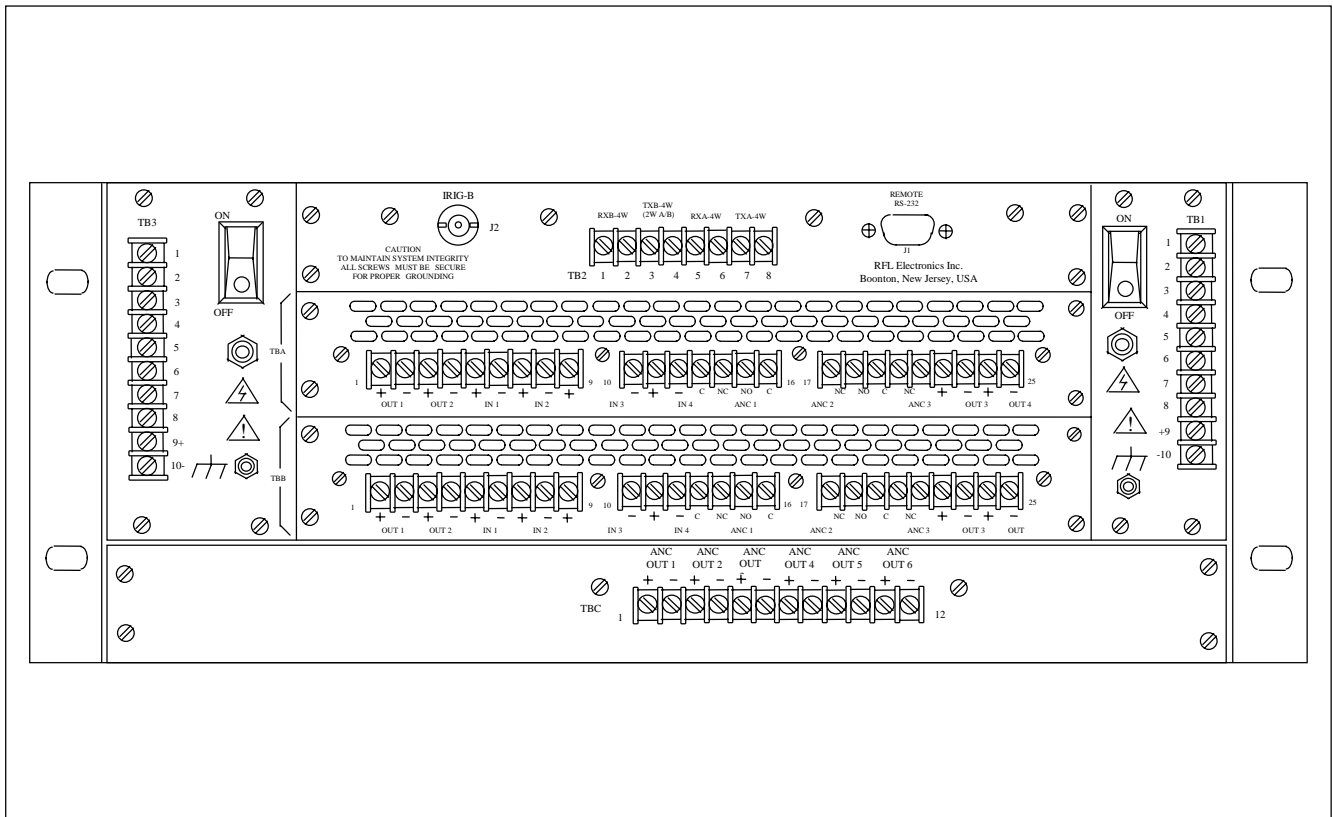 TB3
ON
OFF
1
2
3
4
5
6
7
8
9+
10-
TBA
TBB
IRIG-B
J2
CAUTION
TO MAINTAIN SYSTEM INTEGRITY
ALL SCREWS MUST BE SECURE
FOR PROPER GROUNDING
RXB-4W TXB-4W (2W A/B) RXA-4W TXA-4W
TB2 1 2 3 4 5 6 7 8
REMOTE
RS-232
J1
RFL Electronics Inc.
Boonton, New Jersey, USA
ON
OFF
TB1
1
2
3
4
5
6
7
8
+9
-10
1 9 10 16 17 25
+ − + − + − + − + − + − C NC NO C NC NO C NC + − + −
OUT 1 OUT 2 IN 1 IN 2 IN 3 IN 4 ANC 1 ANC 2 ANC 3 OUT 3 OUT 4
1 9 10 16 17 25
+ − + − + − + − + − + − C NC NO C NC NO C NC + − + −
OUT 1 OUT 2 IN 1 IN 2 IN 3 IN 4 ANC 1 ANC 2 ANC 3 OUT 3 OUT
ANC ANC ANC ANC ANC ANC
OUT 1 OUT 2 OUT OUT 4 OUT 5 OUT 6
+ − + − + − + − + − + −
TBC 1 12